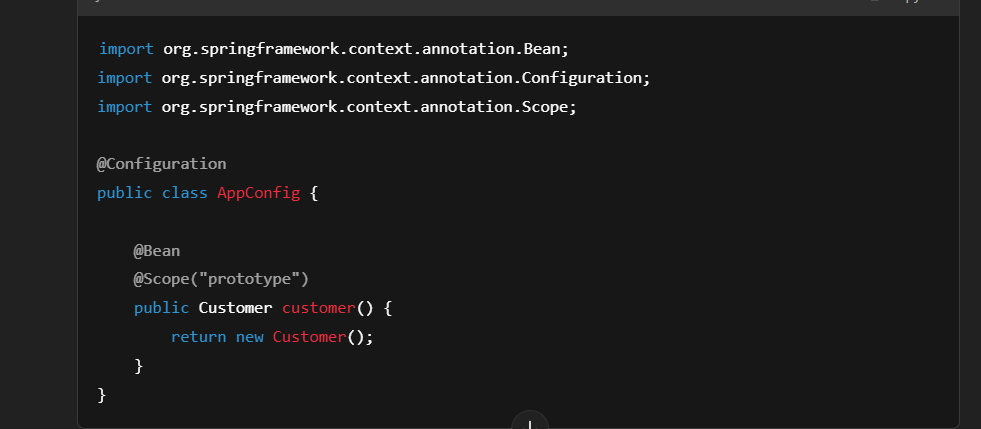 import org.springframework.context.annotation.Bean;
import org.springframework.context.annotation.Configuration;
import org.springframework.context.annotation.Scope;
@Configuration
public class AppConfig {
@Bean
@Scope("prototype")
public Customer customer() {
return new Customer();
}
}